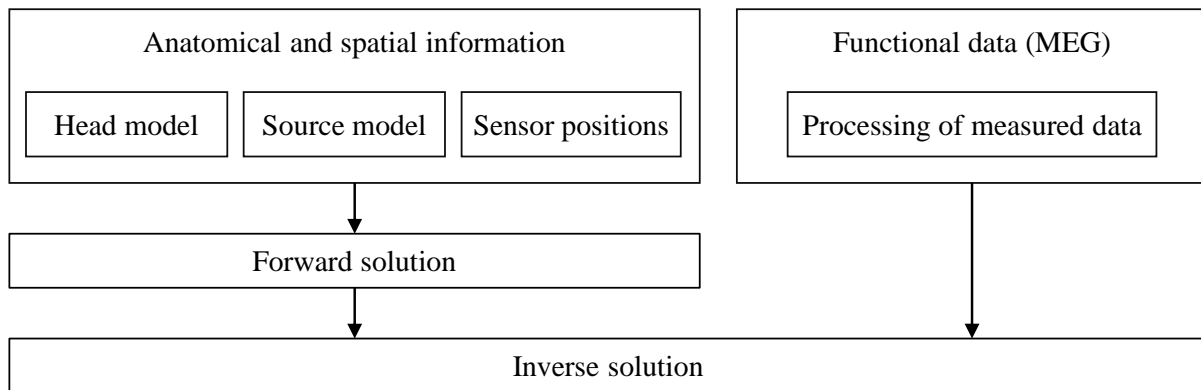 Anatomical and spatial information
Head model
Source model
Sensor positions
Functional data (MEG)
Processing of measured data
Forward solution
Inverse solution